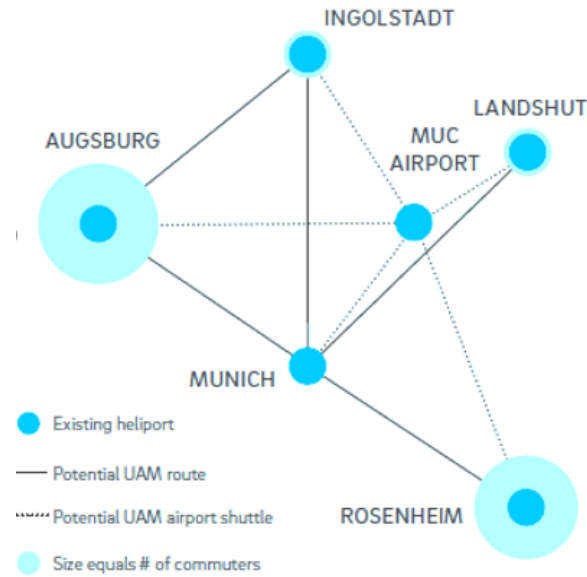 INGOLSTADT
LANDSHUT
MUC
AIRPORT
AUGSBURG
MUNICH
ROSENHEIM
Existing heliport
Potential UAM route
Potential UAM airport shuttle
Size equals # of commuters